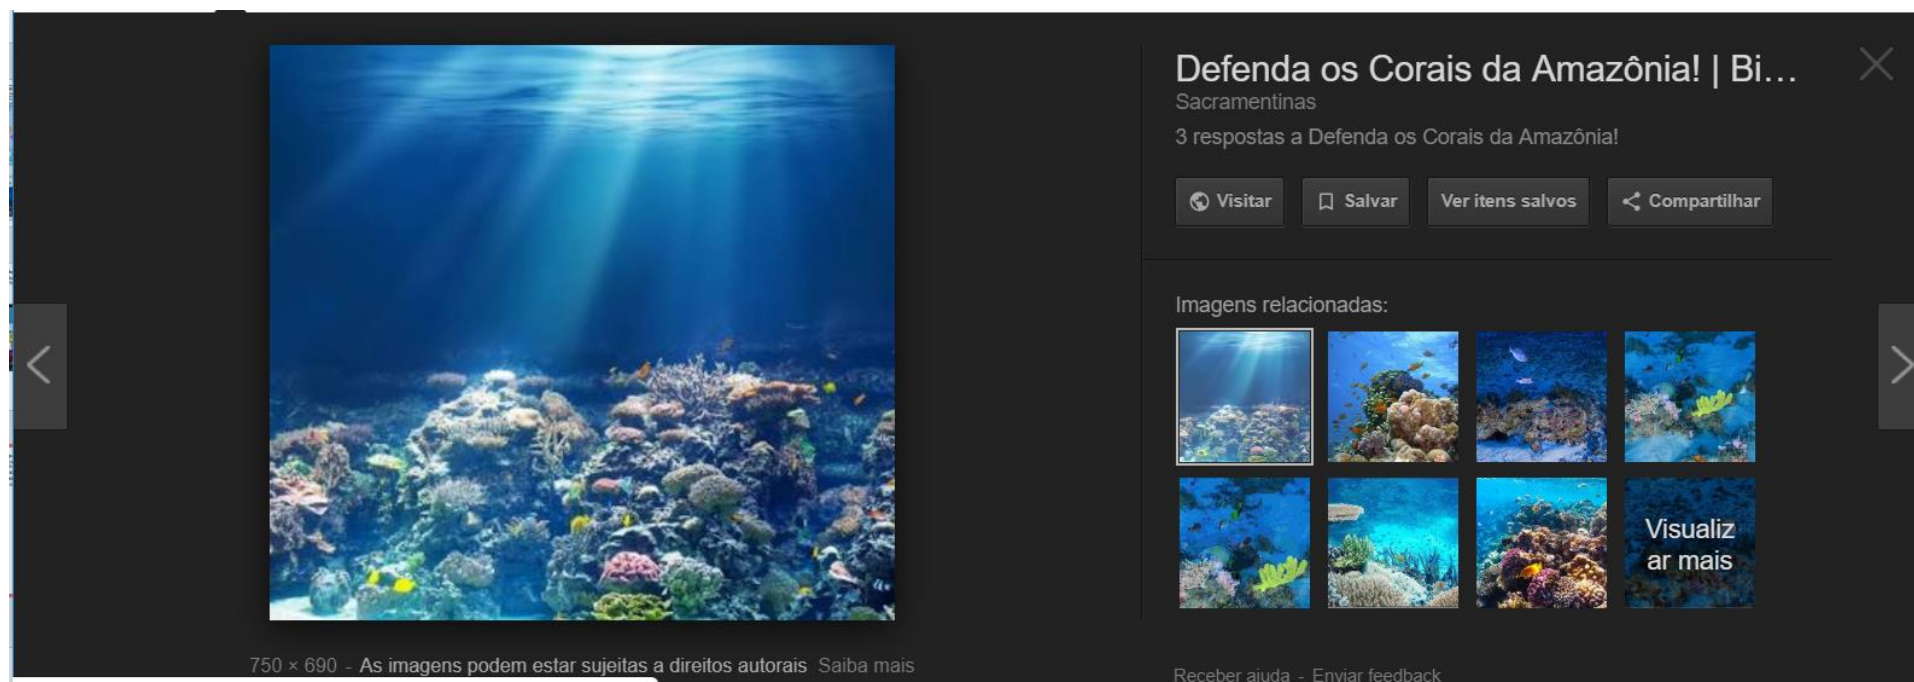 Defenda os Corais da Amazônia! | Bi...
Sacramentinas
3 respostas a Defenda os Corais da Amazônia!
Visitar
Salvar
Ver itens salvos
Compartilhar
Imagens relacionadas:
Visualiz
ar mais
750 × 690 - As imagens podem estar sujeitas a direitos autorais Saiba mais
Receber ajuda - Enviar feedback